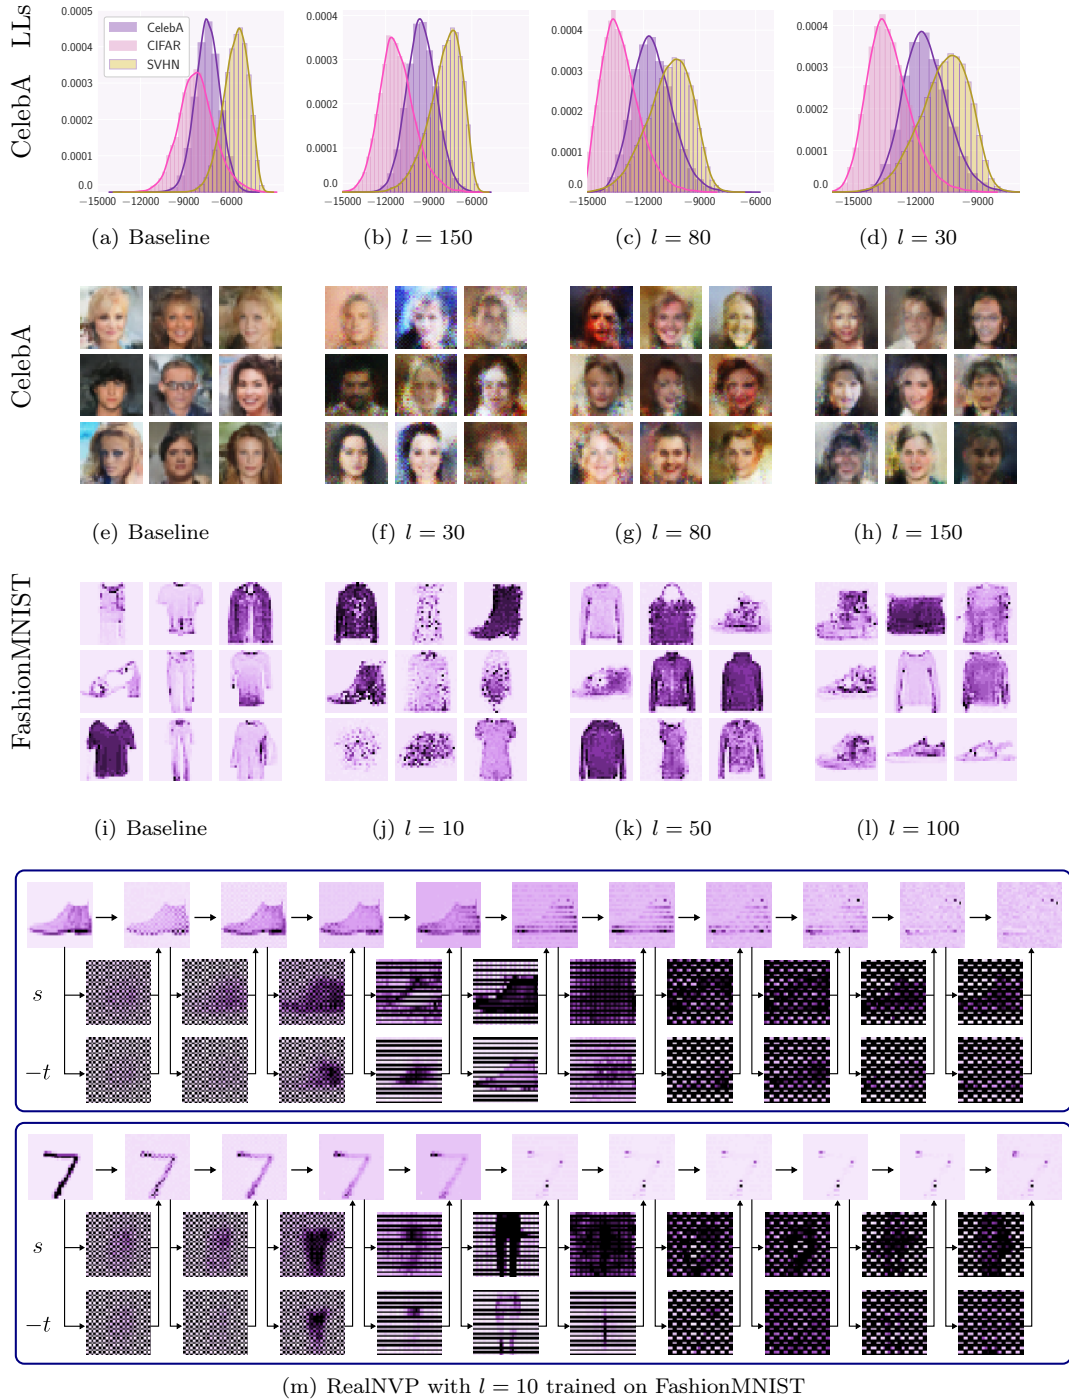 CelebA LLs
0.0005
0.0004
0.0003
0.0002
0.0001
0.0
CelebA
CIFAR
SVHN
−15000 −12000 −9000 −6000
(a) Baseline
0.0004
0.0003
0.0002
0.0001
0.0
−15000 −12000 −9000 −6000
(b) l = 150
0.0004
0.0003
0.0002
0.0001
0.0
−15000 −12000 −9000 −6000
(c) l = 80
0.0004
0.0003
0.0002
0.0001
0.0
−15000 −12000 −9000
(d) l = 30
CelebA
(e) Baseline
(f) l = 30
(g) l = 80
(h) l = 150
FashionMNIST
(i) Baseline
(j) l = 10
(k) l = 50
(l) l = 100
s
−t
s
−t
(m) RealNVP with l = 10 trained on FashionMNIST